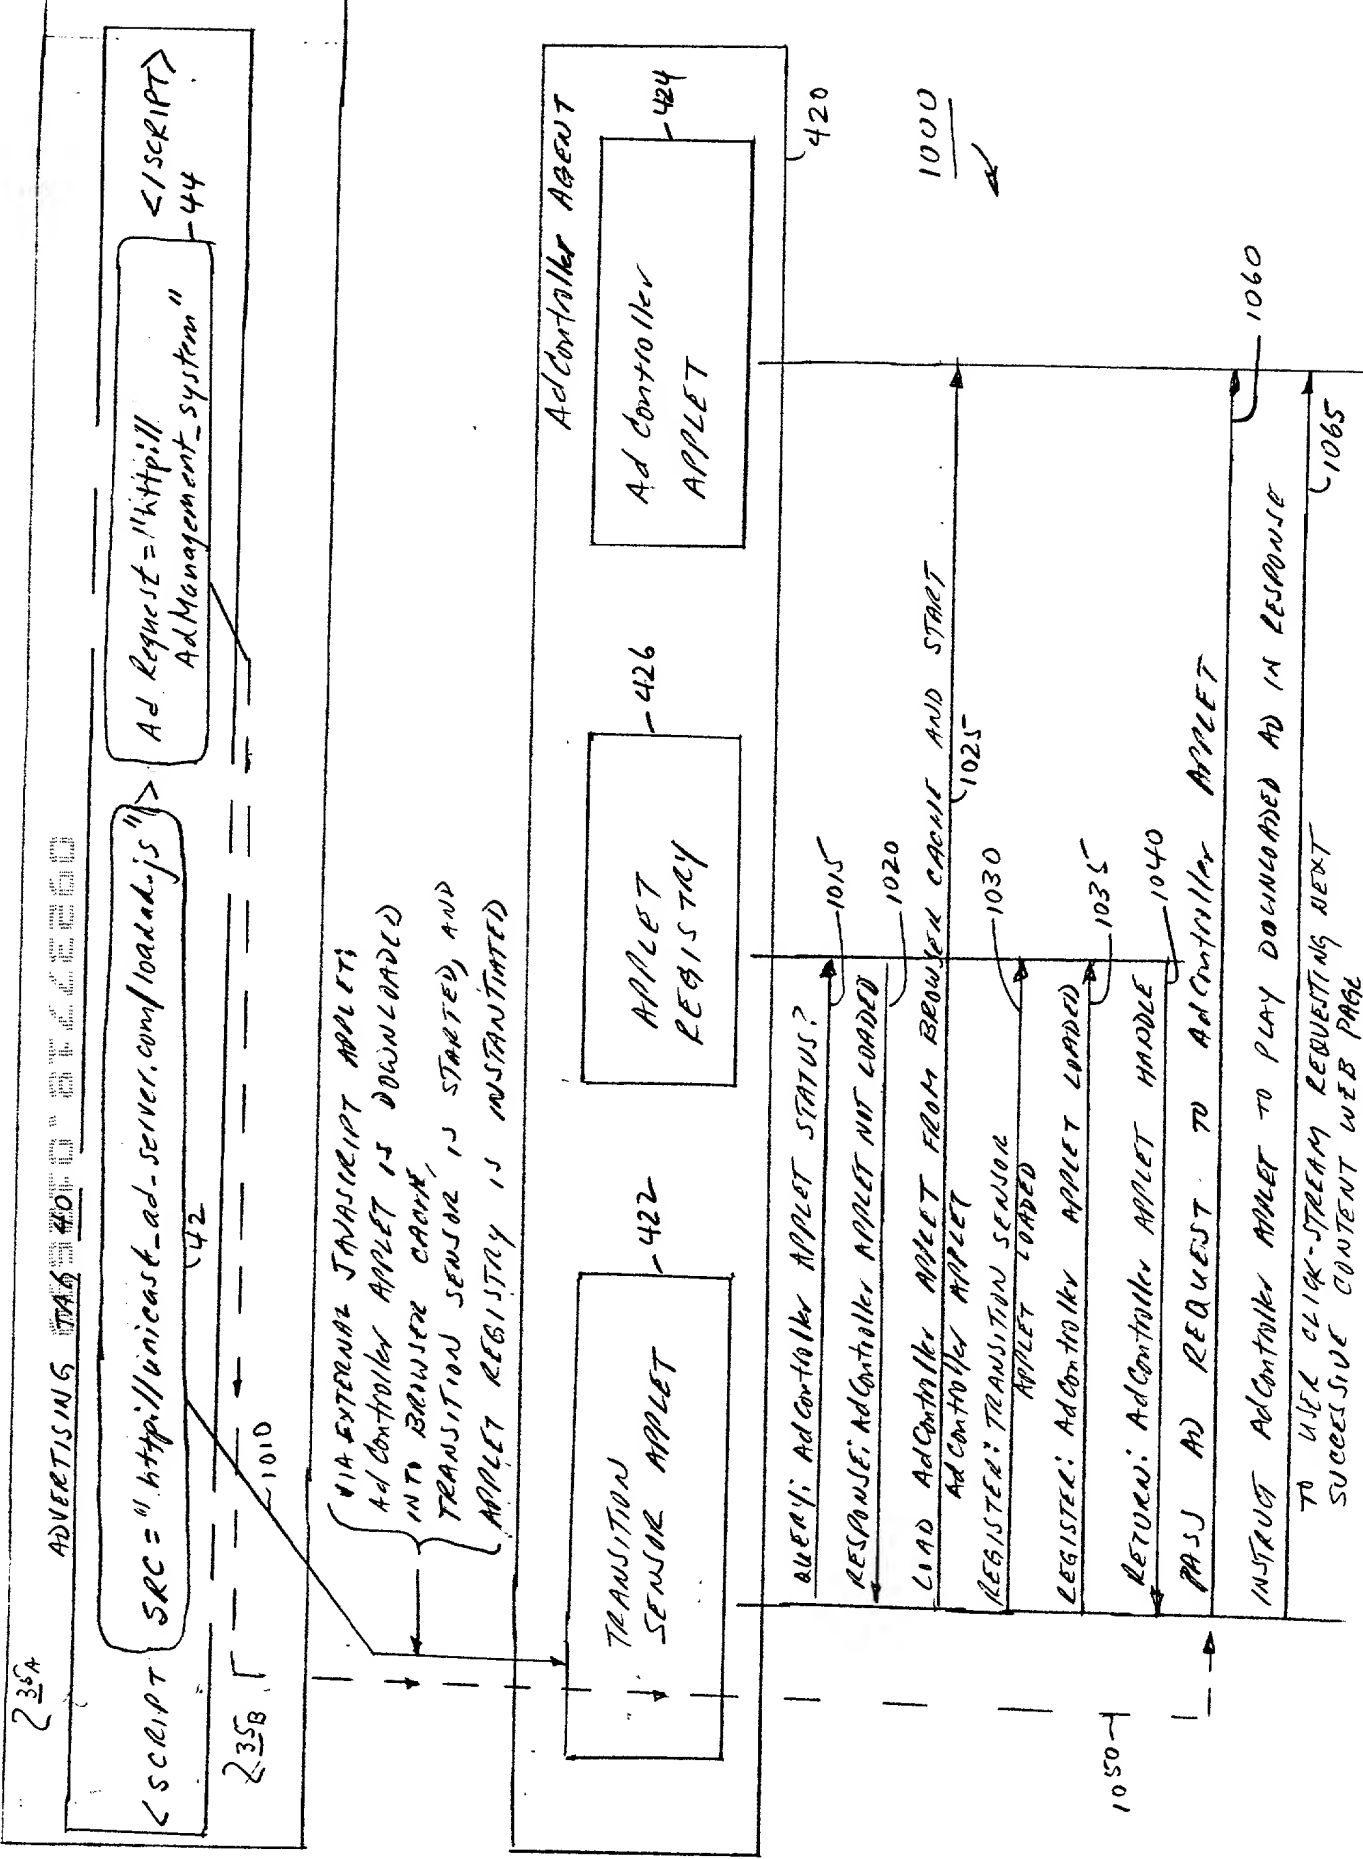 35A
ADVERTISING TAG 40
<SCRIPT SRC="http://unicast_ad-server.com/loadad.js"> Ad Request="http://
AdManagement_system" </SCRIPT>
42
44
35B
1010
VIA EXTERNAL JAVASCRIPT APPLET:
AdController APPLET IS DOWNLOADED
INTO BROWSER CACHE,
TRANSITION SENSOR IS STARTED, AND
APPLET REGISTRY IS INSTANTIATED
AdController AGENT
TRANSITION
SENSOR APPLET
422
APPLET
REGISTRY
426
Ad Controller
APPLET
424
420
1000
QUERY: AdController APPLET STATUS?
1015
RESPONSE: AdController APPLET NOT LOADED
1020
LOAD AdController APPLET FROM BROWSER CACHE AND START
AdController APPLET
1025
REGISTER: TRANSITION SENSOR
APPLET LOADED
1030
REGISTER: AdController APPLET LOADED
1035
RETURN: AdController APPLET HANDLE
1040
PASS AD REQUEST TO AdController APPLET
1060
1050
INSTRUCT AdController APPLET TO PLAY DOWNLOADED AD IN RESPONSE
TO USER CLICK-STREAM REQUESTING NEXT
SUCCESSIVE CONTENT WEB PAGE
1065